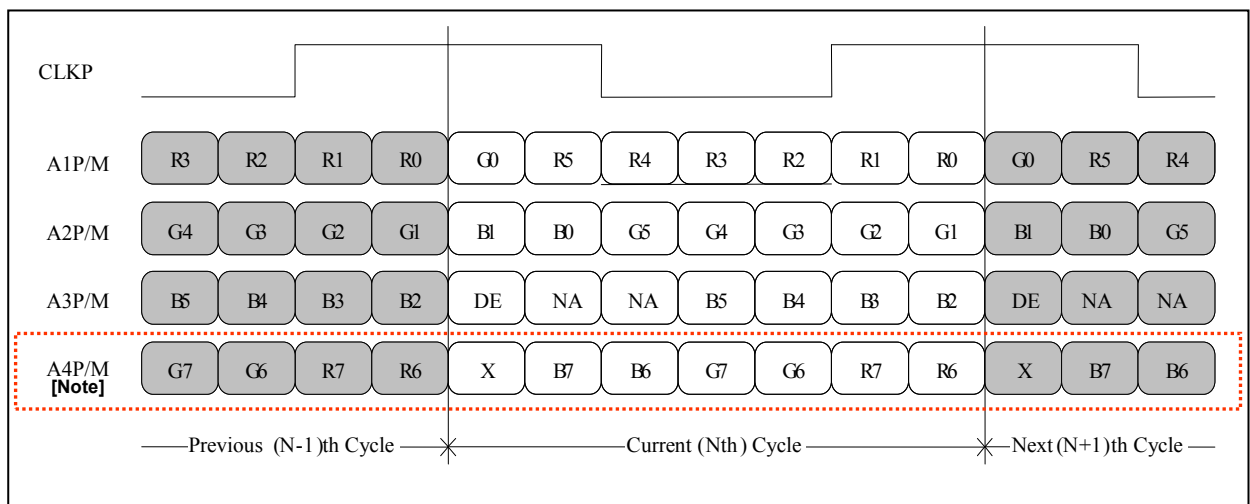 CLKP
A1P/M R3 R2 R1 R0 G0 R5 R4 R3 R2 R1 R0 G0 R5 R4
A2P/M G4 G3 G2 G1 B1 B0 G5 G4 G3 G2 G1 B1 B0 G5
A3P/M B5 B4 B3 B2 DE NA NA B5 B4 B3 B2 DE NA NA
A4P/M G7 G6 R7 R6 X B7 B6 G7 G6 R7 R6 X B7 B6
[Note]
Previous (N-1)th Cycle Current (Nth) Cycle Next (N+1)th Cycle